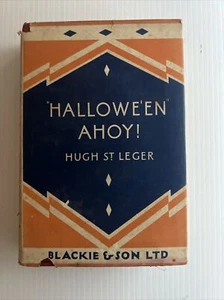 "HALLOWE'EN"
AHOY!
HUGH ST LEGER
BLACKIE & SON LTD